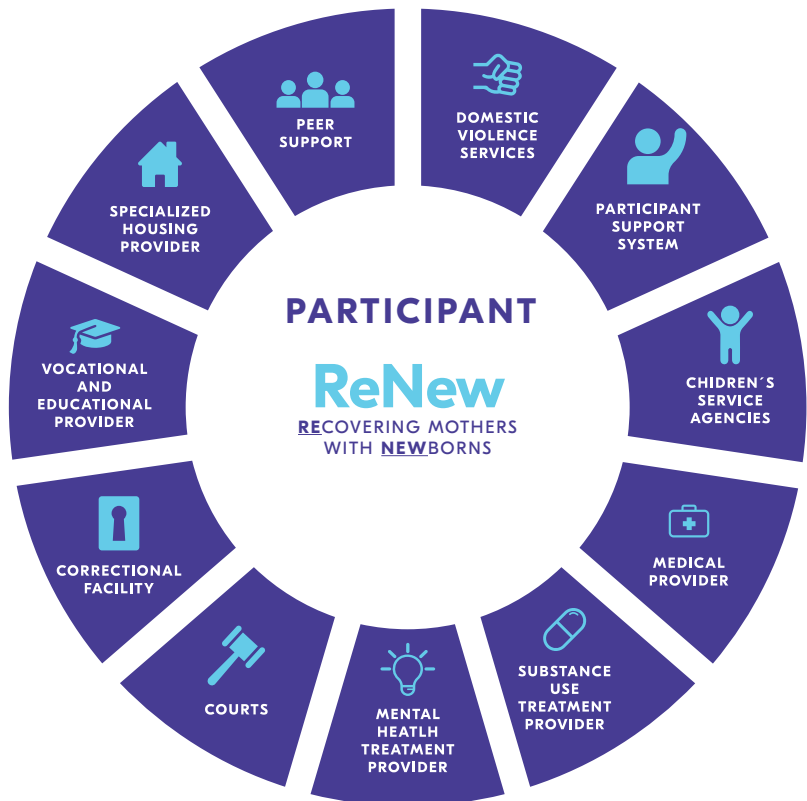 PARTICIPANT
ReNew
RECOVERING MOTHERS
WITH NEWBORNS
DOMESTIC
VIOLENCE
SERVICES
PARTICIPANT
SUPPORT
SYSTEM
CHIDREN´S
SERVICE
AGENCIES
MEDICAL
PROVIDER
SUBSTANCE
USE
TREATMENT
PROVIDER
MENTAL
HEATLH
TREATMENT
PROVIDER
COURTS
CORRECTIONAL
FACILITY
VOCATIONAL
AND
EDUCATIONAL
PROVIDER
SPECIALIZED
HOUSING
PROVIDER
PEER
SUPPORT